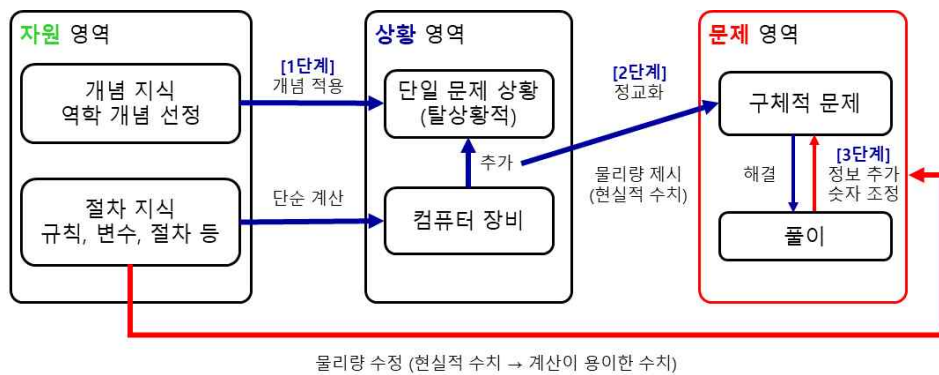 자원 영역
개념 지식
역학 개념 선정
절차 지식
규칙, 변수, 절차 등
[1단계]
개념 적용
단순 계산
상황 영역
단일 문제 상황
(탈상황적)
추가
컴퓨터 장비
[2단계]
정교화
물리량 제시
(현실적 수치)
문제 영역
구체적 문제
해결
[3단계]
정보 추가
숫자 조정
풀이
물리량 수정 (현실적 수치 → 계산이 용이한 수치)